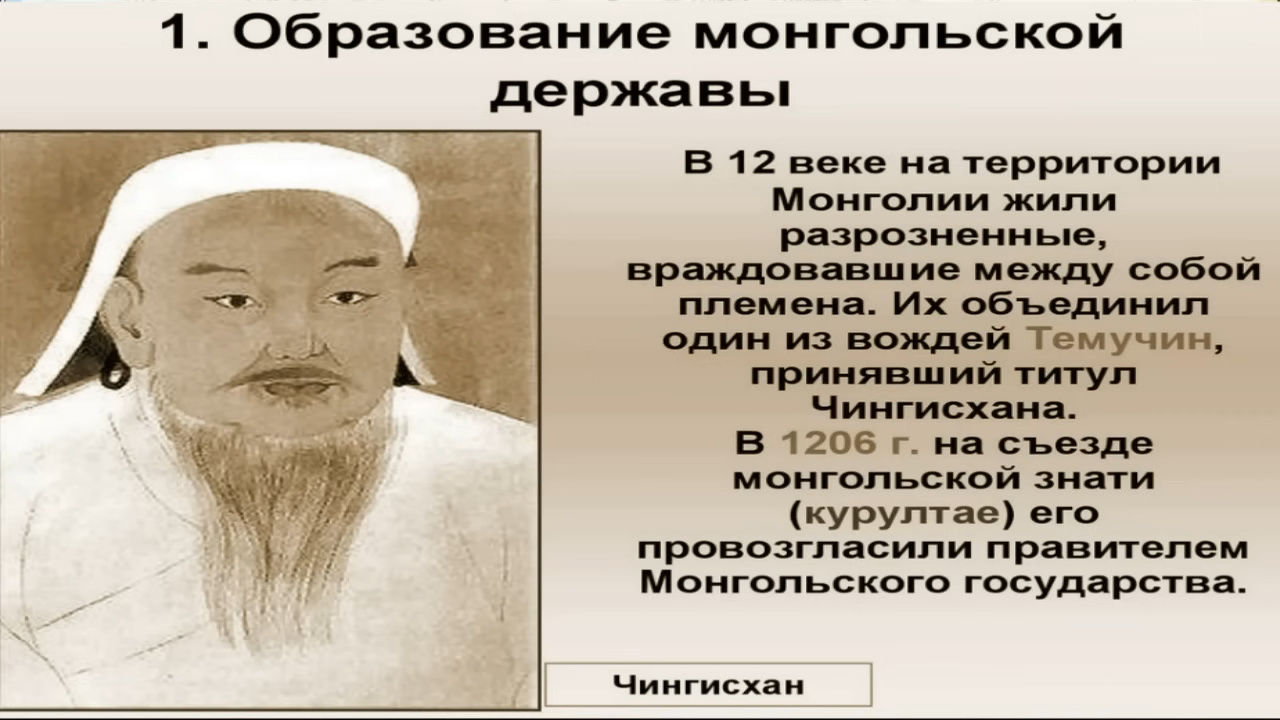 1. Образование монгольской
державы
В 12 веке на территории
Монголии жили
разрозненные,
враждовавшие между собой
племена. Их объединил
один из вождей Темучин,
принявший титул
Чингисхана.
В 1206 г. на съезде
монгольской знати
(курултае) его
провозгласили правителем
Монгольского государства.
Чингисхан